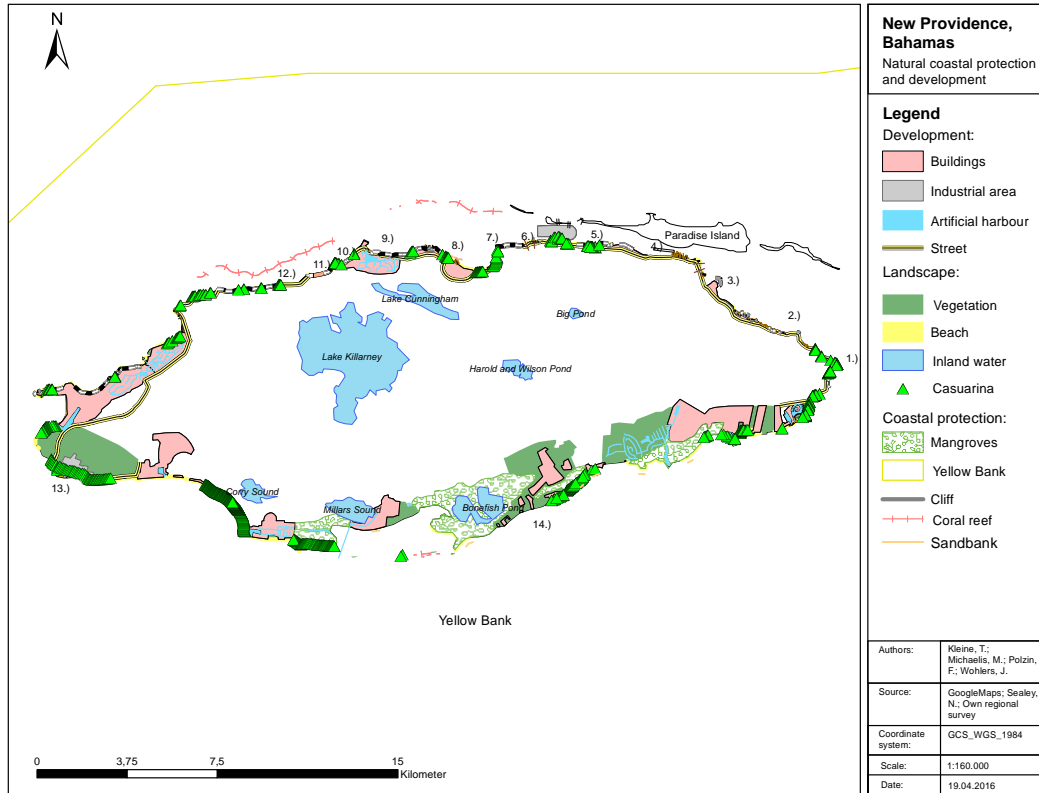 N
Paradise Island
1.)
2.)
3.)
4.)
5.)
6.)
7.)
8.)
9.)
10.)
11.)
12.)
13.)
14.)
Lake Cunningham
Big Pond
Lake Killarney
Harold and Wilson Pond
Corry Sound
Millars Sound
Bonefish Pond
Yellow Bank
0
3,75
7,5
15
Kilometer
New Providence,
Bahamas
Natural coastal protection
and development
Legend
Development:
Buildings
Industrial area
Artificial harbour
Street
Landscape:
Vegetation
Beach
Inland water
Casuarina
Coastal protection:
Mangroves
Yellow Bank
Cliff
Coral reef
Sandbank
Authors:
Kleine, T.;
Michaelis, M.; Polzin,
F.; Wohlers, J.
Source:
GoogleMaps; Sealey,
N.; Own regional
survey
Coordinate
system:
GCS_WGS_1984
Scale:
1:160.000
Date:
19.04.2016